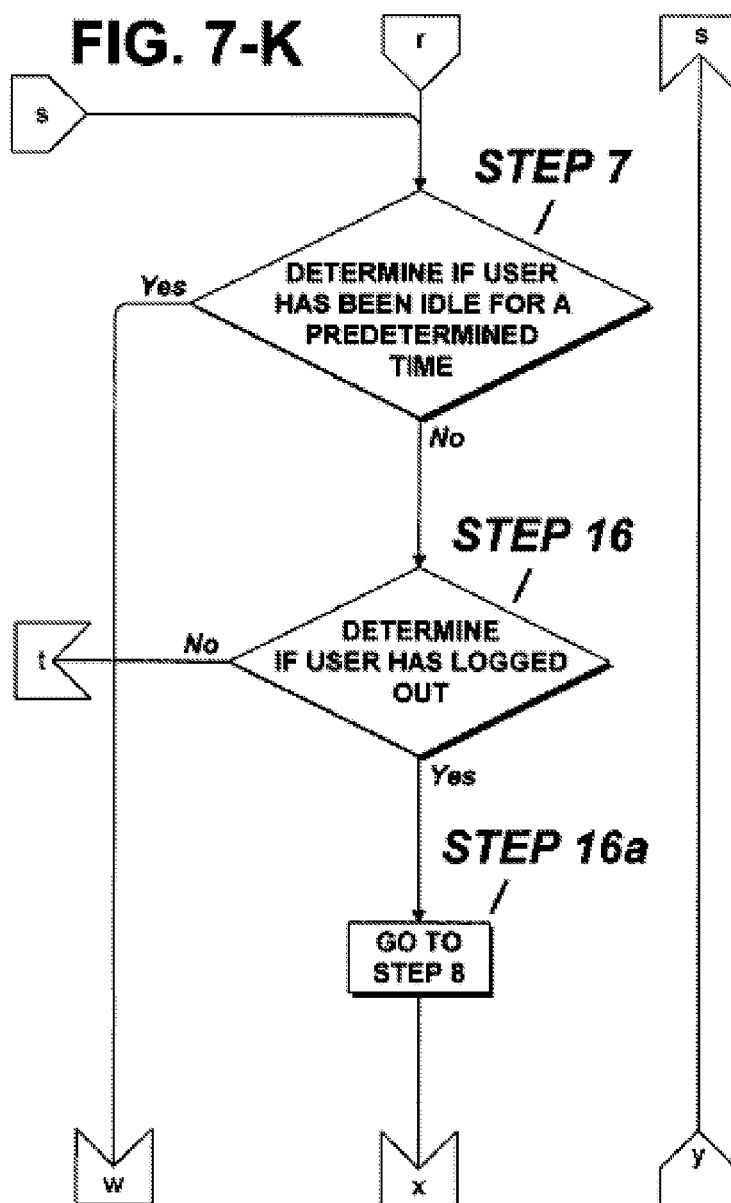 FIG. 7-K
r
s
s
STEP 7
Yes
DETERMINE IF USER
HAS BEEN IDLE FOR A
PREDETERMINED
TIME
No
STEP 16
t
No
DETERMINE
IF USER HAS LOGGED
OUT
Yes
STEP 16a
GO TO
STEP 8
w
x
y